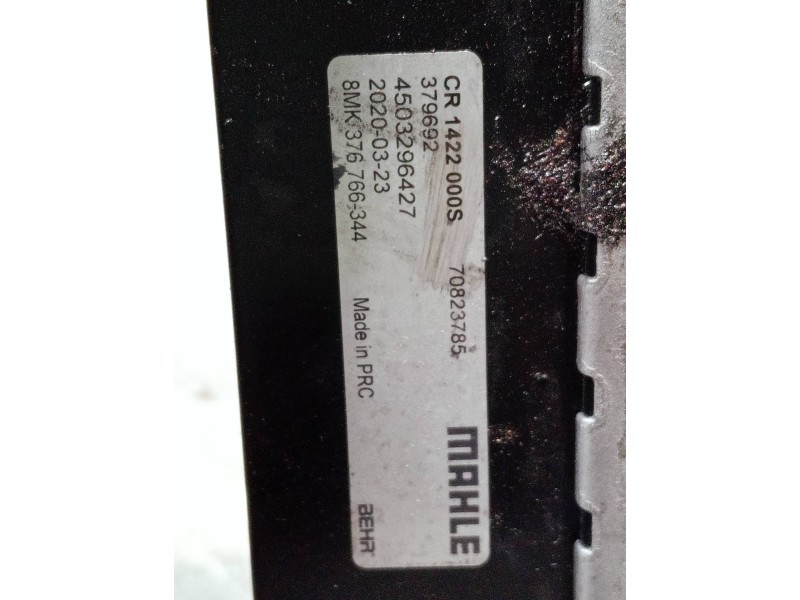 CR 1422 000S
379692 70823785
4503296427
2020-03-23
8MK 376 766-344 Made in PRC
MAHLE
BEHR